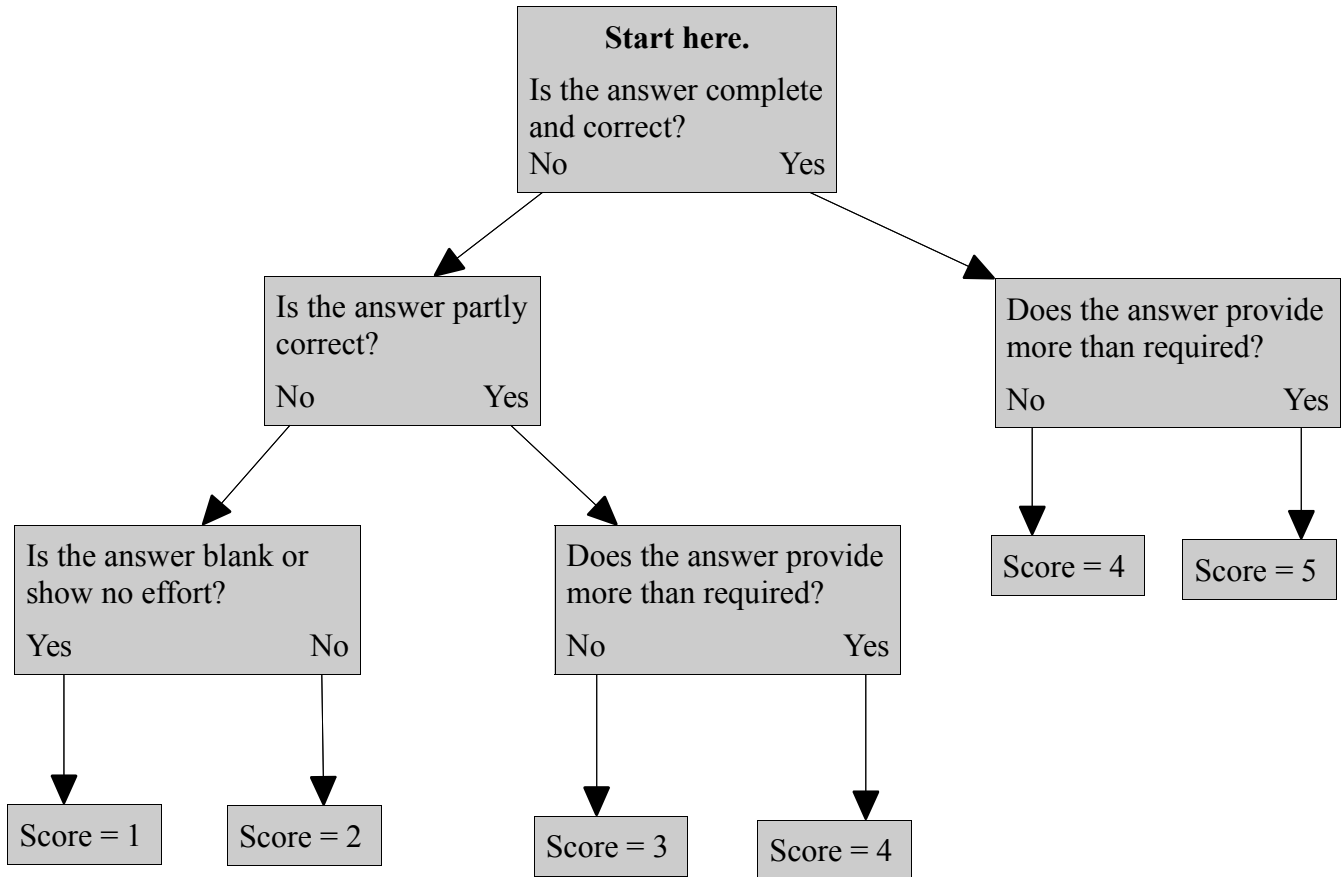 Start here.
Is the answer complete
and correct?
No Yes
Is the answer partly
correct?
No Yes
Does the answer provide
more than required?
No Yes
Is the answer blank or
show no effort?
Yes No
Does the answer provide
more than required?
No Yes
Score = 4
Score = 5
Score = 1
Score = 2
Score = 3
Score = 4